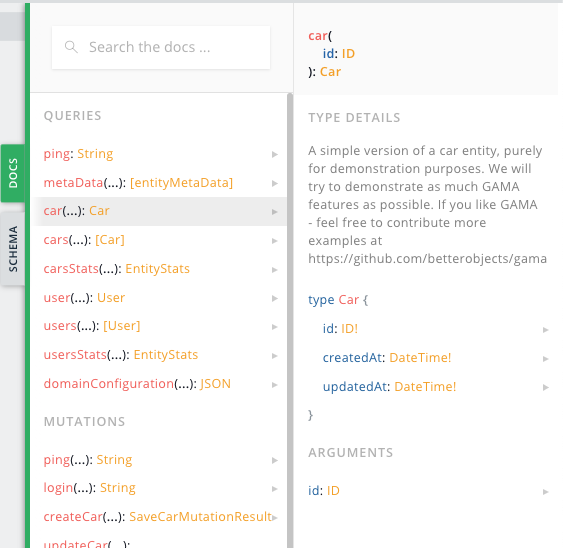 DOCS
SCHEMA
Search the docs ...
QUERIES
ping: String
metaData(...): [entityMetaData]
car(...): Car
cars(...): [Car]
carsStats(...): EntityStats
user(...): User
users(...): [User]
usersStats(...): EntityStats
domainConfiguration(...): JSON
MUTATIONS
ping(...): String
login(...): String
createCar(...): SaveCarMutationResult
updateCar(...):
car(
id: ID
): Car
TYPE DETAILS
A simple version of a car entity, purely
for demonstration purposes. We will
try to demonstrate as much GAMA
features as possible. If you like GAMA
- feel free to contribute more
examples at
https://github.com/betterobjects/gama
type Car {
id: ID!
createdAt: DateTime!
updatedAt: DateTime!
}
ARGUMENTS
id: ID